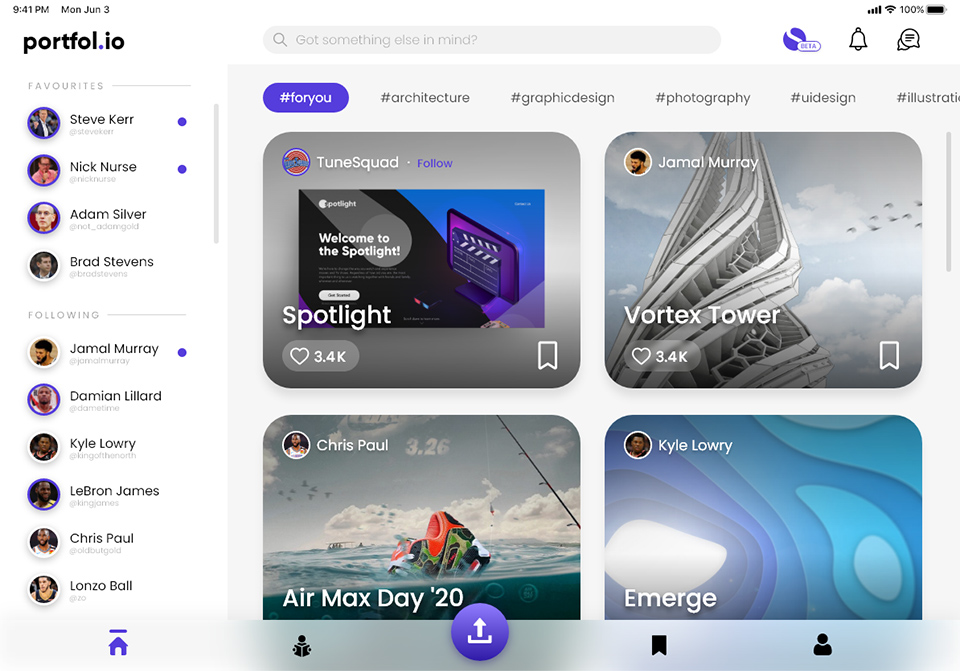 9:41 PM Mon Jun 3
100%
portfol.io
Got something else in mind?
BETA
FAVOURITES
Steve Kerr
@stevekerr
Nick Nurse
@nicknurse
Adam Silver
@not_adamgold
Brad Stevens
@bradstevens
FOLLOWING
Jamal Murray
@jamalmurray
Damian Lillard
@dametime
Kyle Lowry
@kingofthenorth
LeBron James
@kingjames
Chris Paul
@oldbutgold
Lonzo Ball
@zo
#foryou #architecture #graphicdesign #photography #uidesign #illustrati
TuneSquad · Follow
Spotlight
Contact Us
Welcome to
the Spotlight!
Get Started
Spotlight
3.4K
Jamal Murray
Vortex Tower
3.4K
Chris Paul
3.26
Air Max Day '20
Kyle Lowry
Emerge